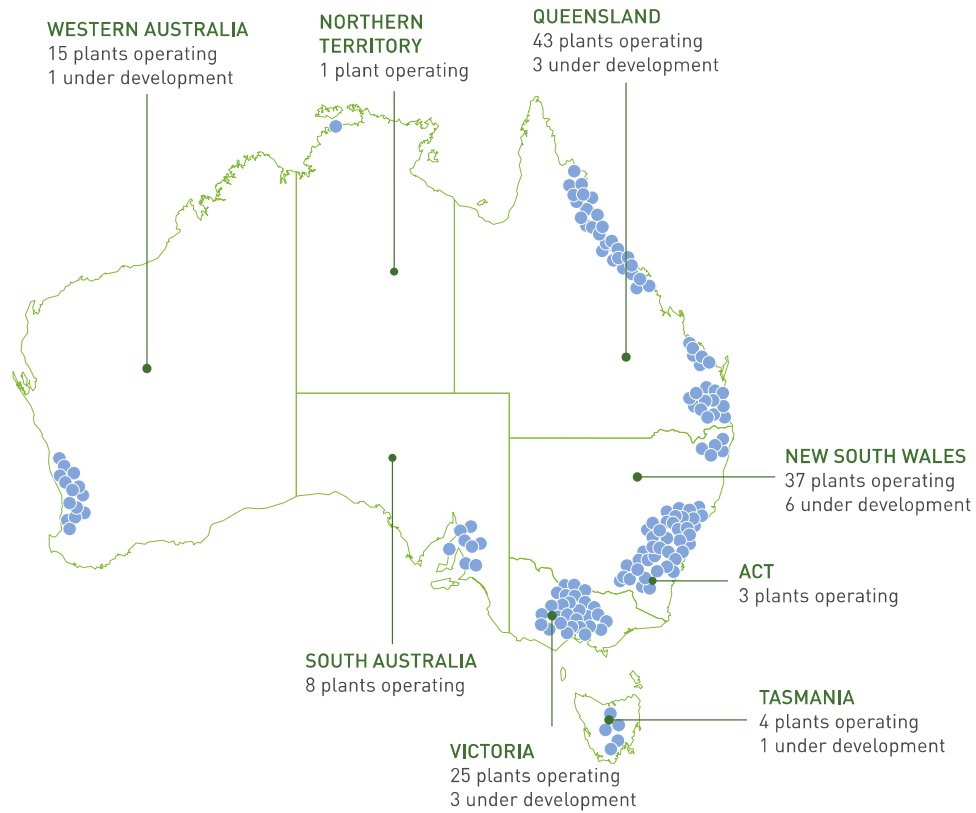 WESTERN AUSTRALIA
15 plants operating
1 under development
NORTHERN
TERRITORY
1 plant operating
QUEENSLAND
43 plants operating
3 under development
NEW SOUTH WALES
37 plants operating
6 under development
ACT
3 plants operating
SOUTH AUSTRALIA
8 plants operating
TASMANIA
4 plants operating
1 under development
VICTORIA
25 plants operating
3 under development